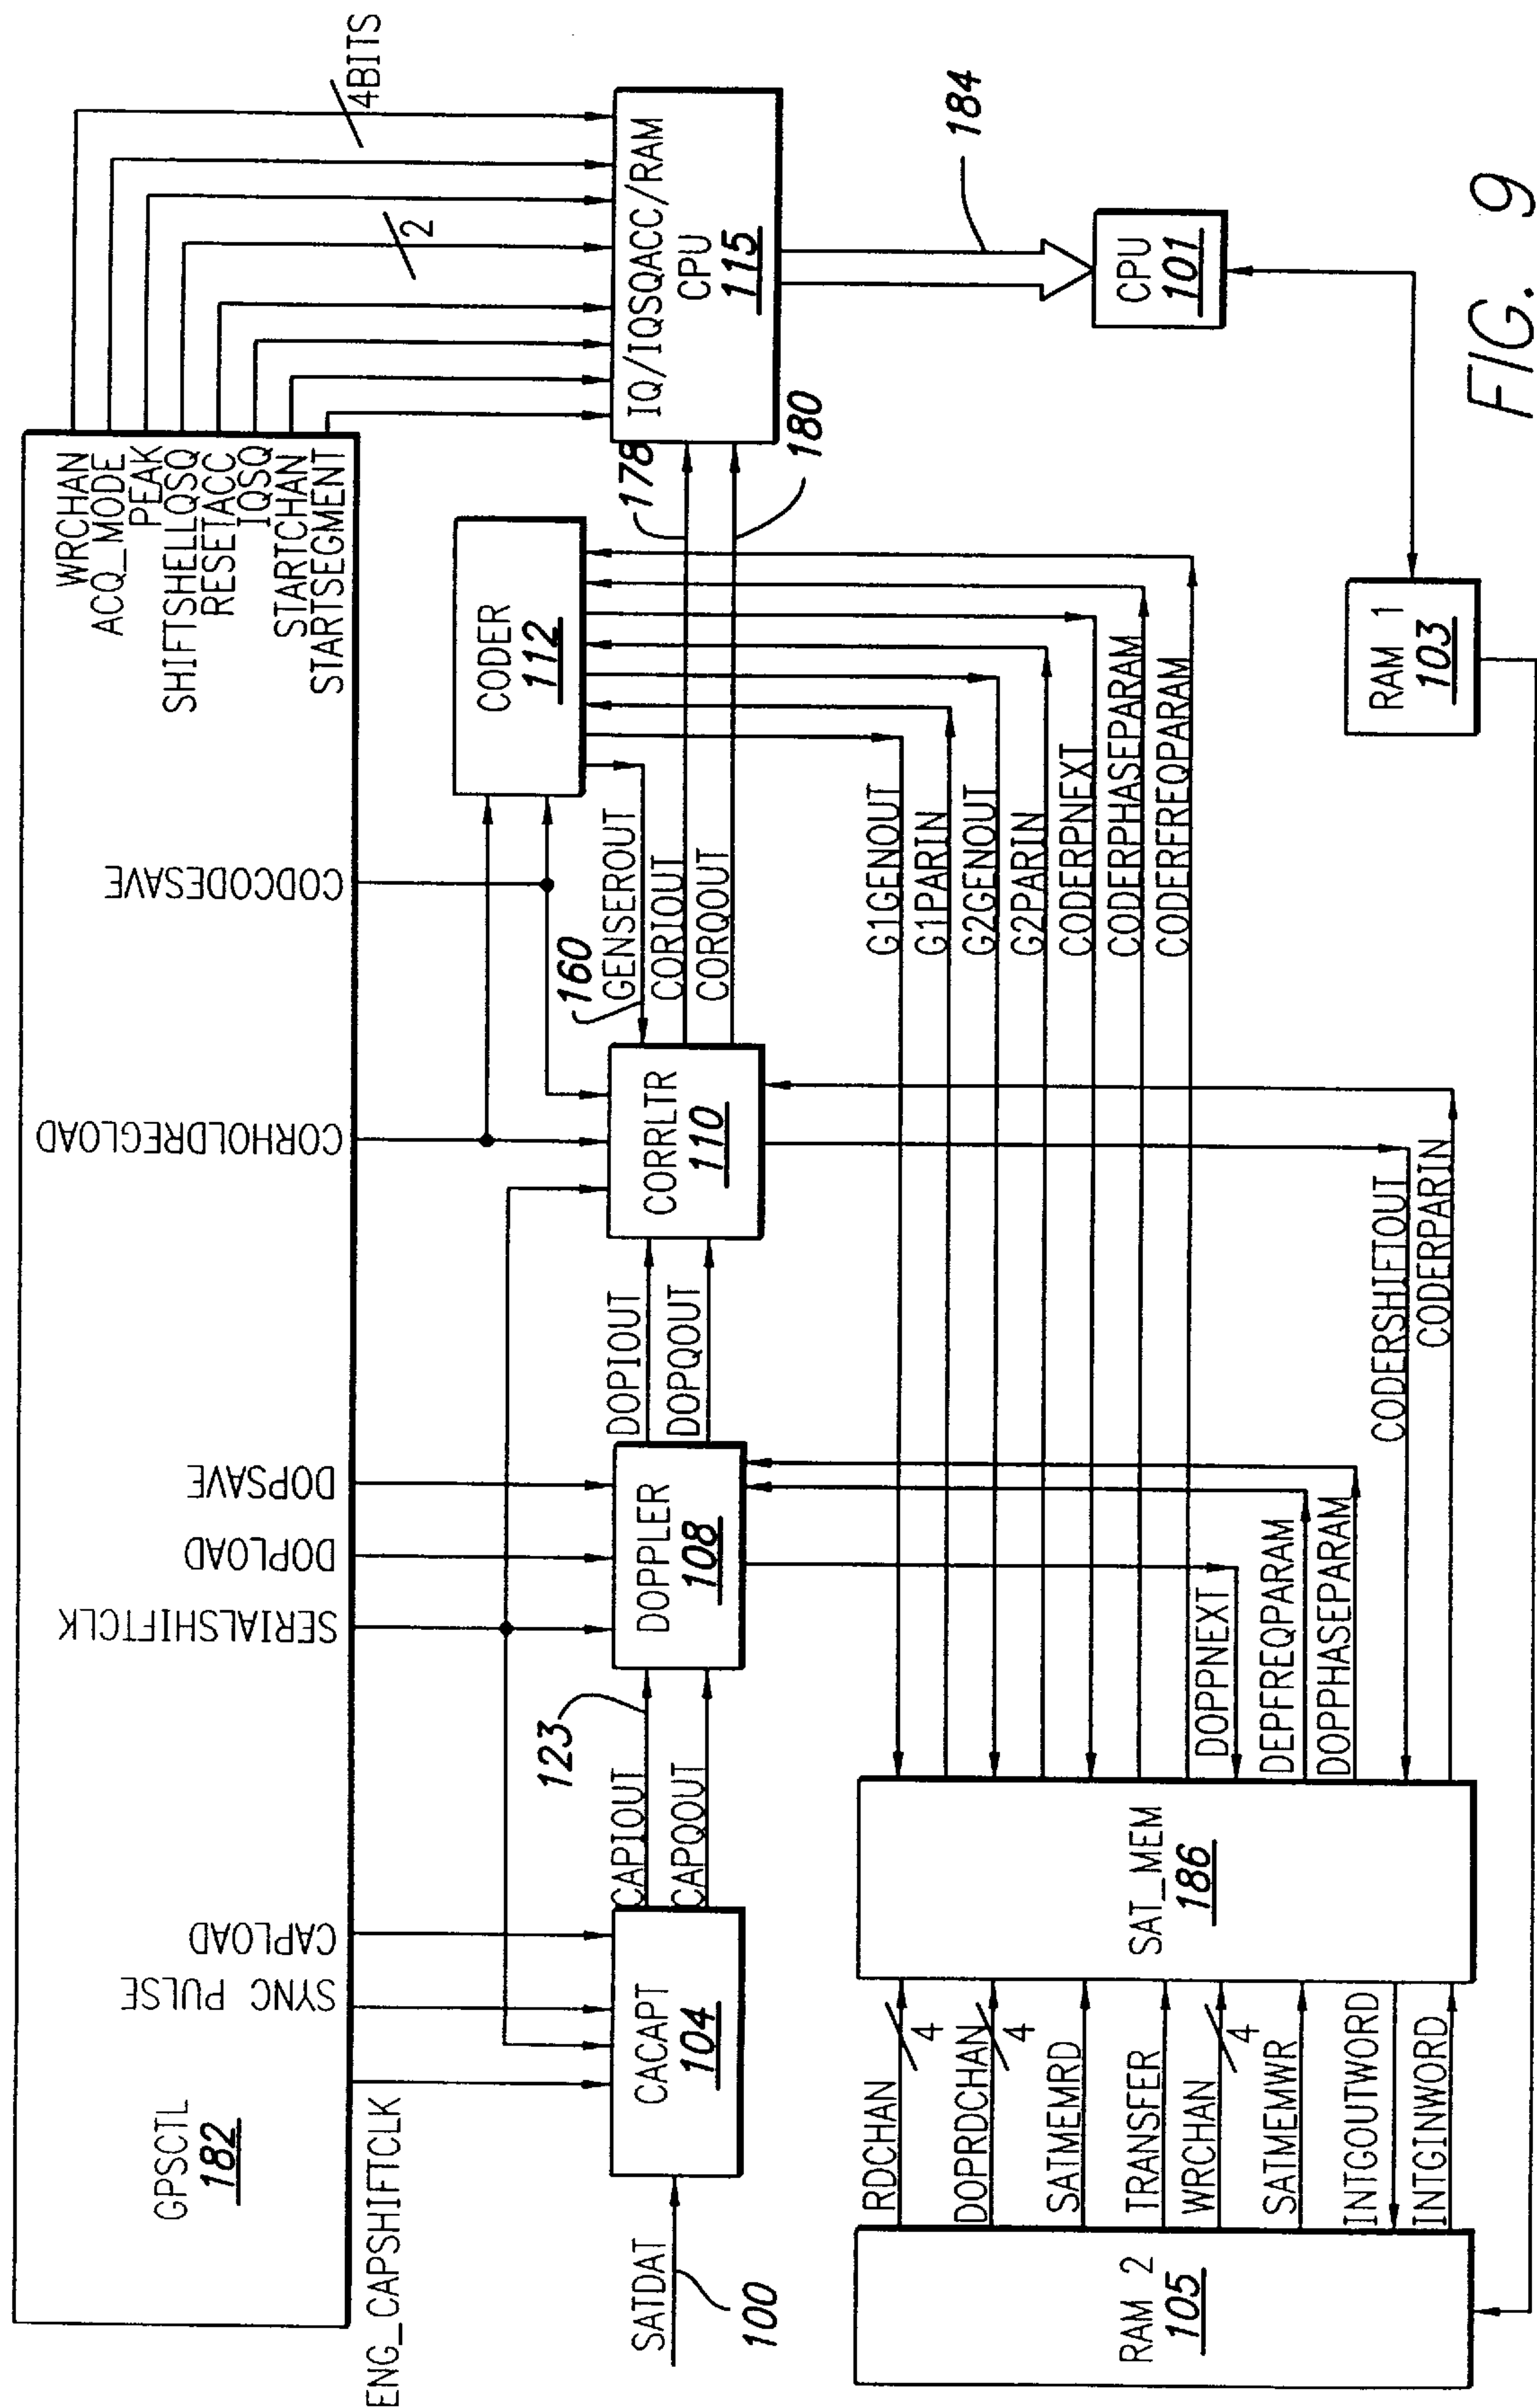 GPSCTL
182
ENG_CAPSHIFTCLK
SYNC PULSE
CAPLOAD
SERIALSHIFTCLK
DOPLOAD
DOPSAVE
CORHOLDREGLOAD
CODCODESAVE
WRCHAN
ACQ_MODE
PEAK
SHIFTSHELLQSQ
RESETACC
IQSQ
STARTCHAN
STARTSEGMENT
4BITS
2
SATDAT
100
CACAPT
104
CAPIOUT
CAPQOUT
123
DOPPLER
108
DOPIOUT
DOPQOUT
CORRLTR
110
160
GENSEROUT
CORIOUT
CORQOUT
CODER
112
178
180
IQ/IQSQACC/RAM
CPU
115
184
CPU
101
RAM 1
103
G1GENOUT
G1PARIN
G2GENOUT
G2PARIN
CODERPNEXT
CODERPHASEPARAM
CODERFREQPARAM
DOPPNEXT
DEPFREQPARAM
DOPPHASEPARAM
CODERSHIFTOUT
CODERPARIN
SAT_MEM
186
RDCHAN
4
DOPRDCHAN
4
SATMEMRD
TRANSFER
WRCHAN
4
SATMEMWR
INTGOUTWORD
INTGINWORD
RAM 2
105
FIG. 9